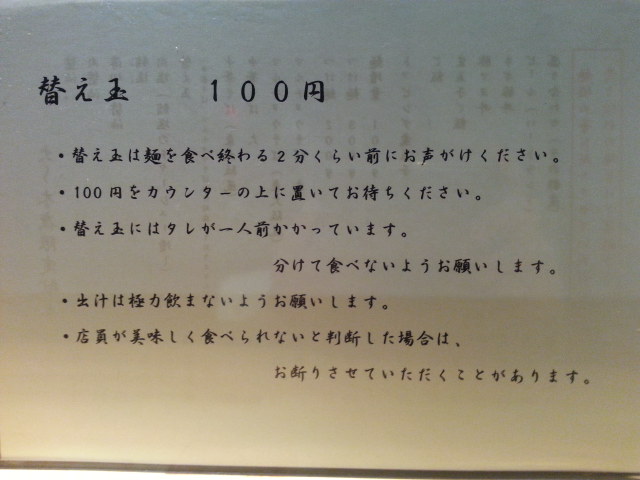 替え玉　１００円
・替え玉は麺を食べ終わる２分くらい前にお声がけください。
・100円をカウンターの上に置いてお待ちください。
・替え玉にはタレが一人前かかっています。
分けて食べないようお願いします。
・出汁は極力飲まないようお願いします。
・店員が美味しく食べられないと判断した場合は、
お断りさせていただくことがあります。